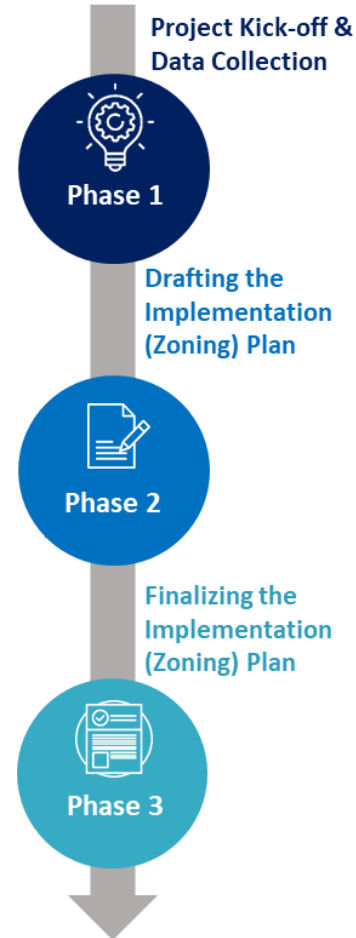 Project Kick-off &
Data Collection
Phase 1
Drafting the
Implementation
(Zoning) Plan
Phase 2
Finalizing the
Implementation
(Zoning) Plan
Phase 3